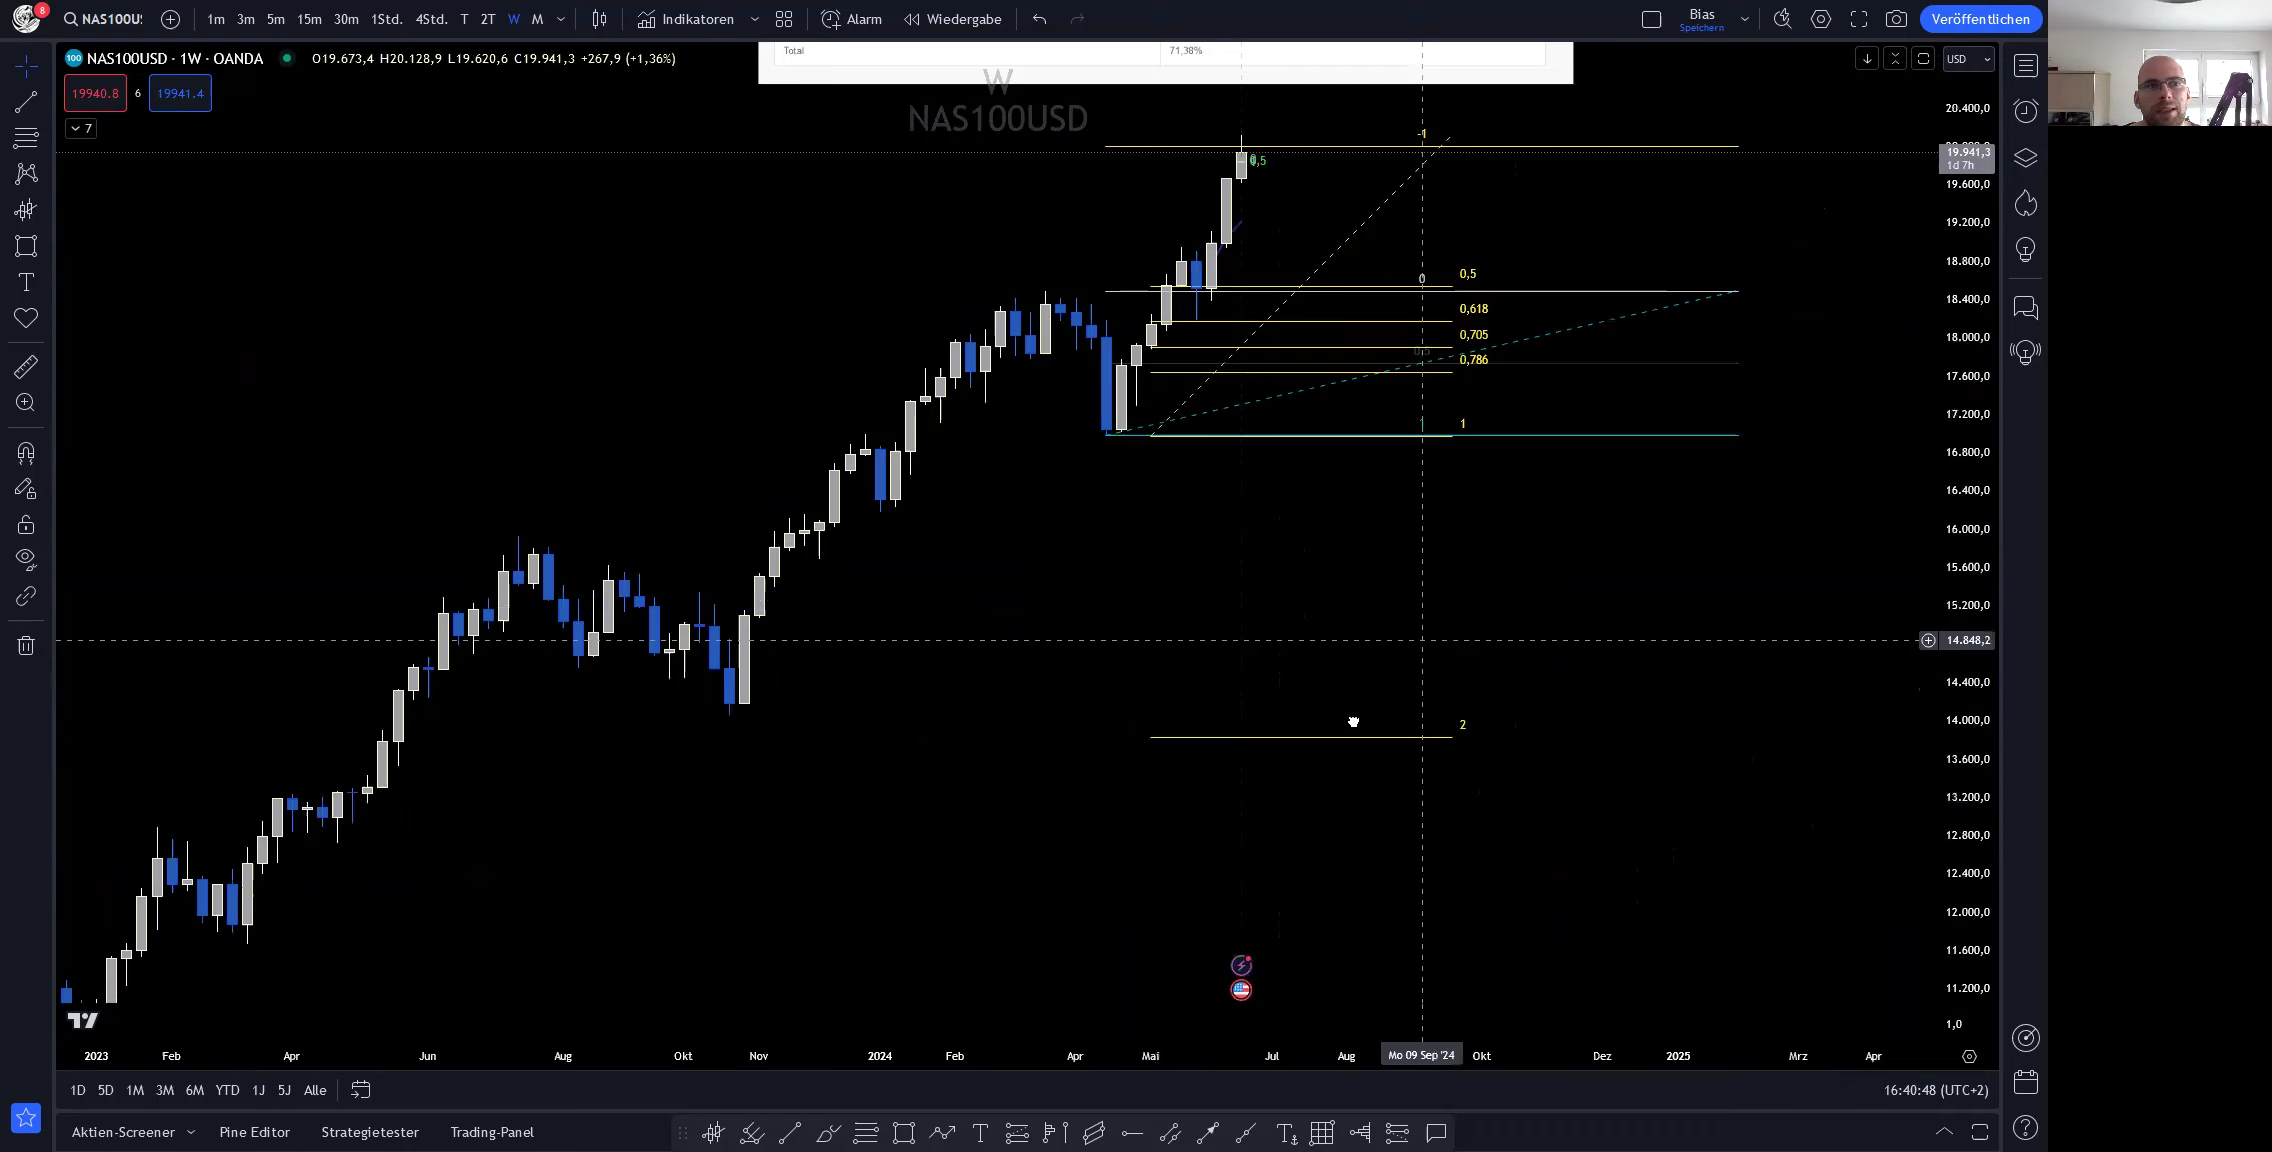 8
NAS100U
1m 3m 5m 15m 30m 1Std. 4Std. T 2T W M
Indikatoren
Alarm
Wiedergabe
Bias
Speichern
Veröffentlichen
100 NAS100USD · 1W · OANDA
O19.673,4 H20.128,9 L19.620,6 C19.941,3 +267,9 (+1,36%)
Total 71,38%
USD
19940.8 6 19941.4
7
W
NAS100USD
20.400,0
19.941,3
1d 7h
19.600,0
19.200,0
18.800,0
18.400,0
18.000,0
17.600,0
17.200,0
16.800,0
16.400,0
16.000,0
15.600,0
15.200,0
14.848,2
14.400,0
14.000,0
13.600,0
13.200,0
12.800,0
12.400,0
12.000,0
11.600,0
11.200,0
1,0
-1
0,5
0,5
0
0,618
0,705
0,5
0,786
1
1
2
2023 Feb Apr Jun Aug Okt Nov 2024 Feb Apr Mai Jul Aug Mo 09 Sep '24 Okt Dez 2025 Mrz Apr
1D 5D 1M 3M 6M YTD 1J 5J Alle
16:40:48 (UTC+2)
Aktien-Screener Pine Editor Strategietester Trading-Panel